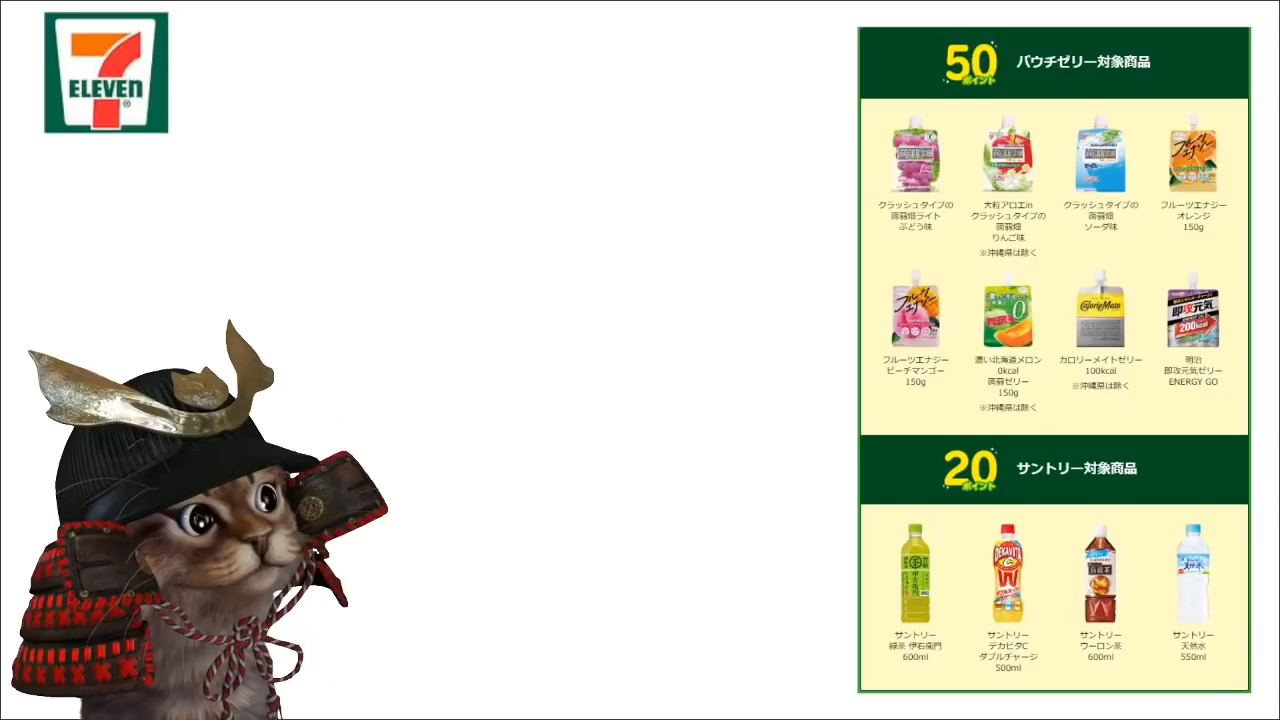 7
ELEVEN
®
50
ポイント
パウチゼリー対象商品
クラッシュタイプの
蒟蒻畑ライト
ぶどう味
大粒アロエin
クラッシュタイプの
蒟蒻畑
りんご味
※沖縄県は除く
クラッシュタイプの
蒟蒻畑
ソーダ味
フルーツエナジー
オレンジ
150g
CalorieMate
即攻元気
200kcal
フルーツエナジー
ピーチマンゴー
150g
濃い北海道メロン
0kcal
蒟蒻ゼリー
150g
※沖縄県は除く
カロリーメイトゼリー
100kcal
※沖縄県は除く
明治
即攻元気ゼリー
ENERGY GO
20
ポイント
サントリー対象商品
DEKAVITA
サントリー
緑茶 伊右衛門
600ml
サントリー
デカビタC
ダブルチャージ
500ml
サントリー
ウーロン茶
600ml
サントリー
天然水
550ml